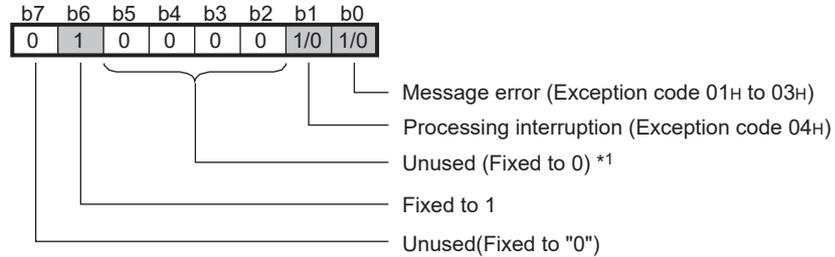 b7 b6 b5 b4 b3 b2 b1 b0
0 1 0 0 0 0 1/0 1/0
Message error (Exception code 01H to 03H)
Processing interruption (Exception code 04H)
Unused (Fixed to 0) *1
Fixed to 1
Unused(Fixed to "0")